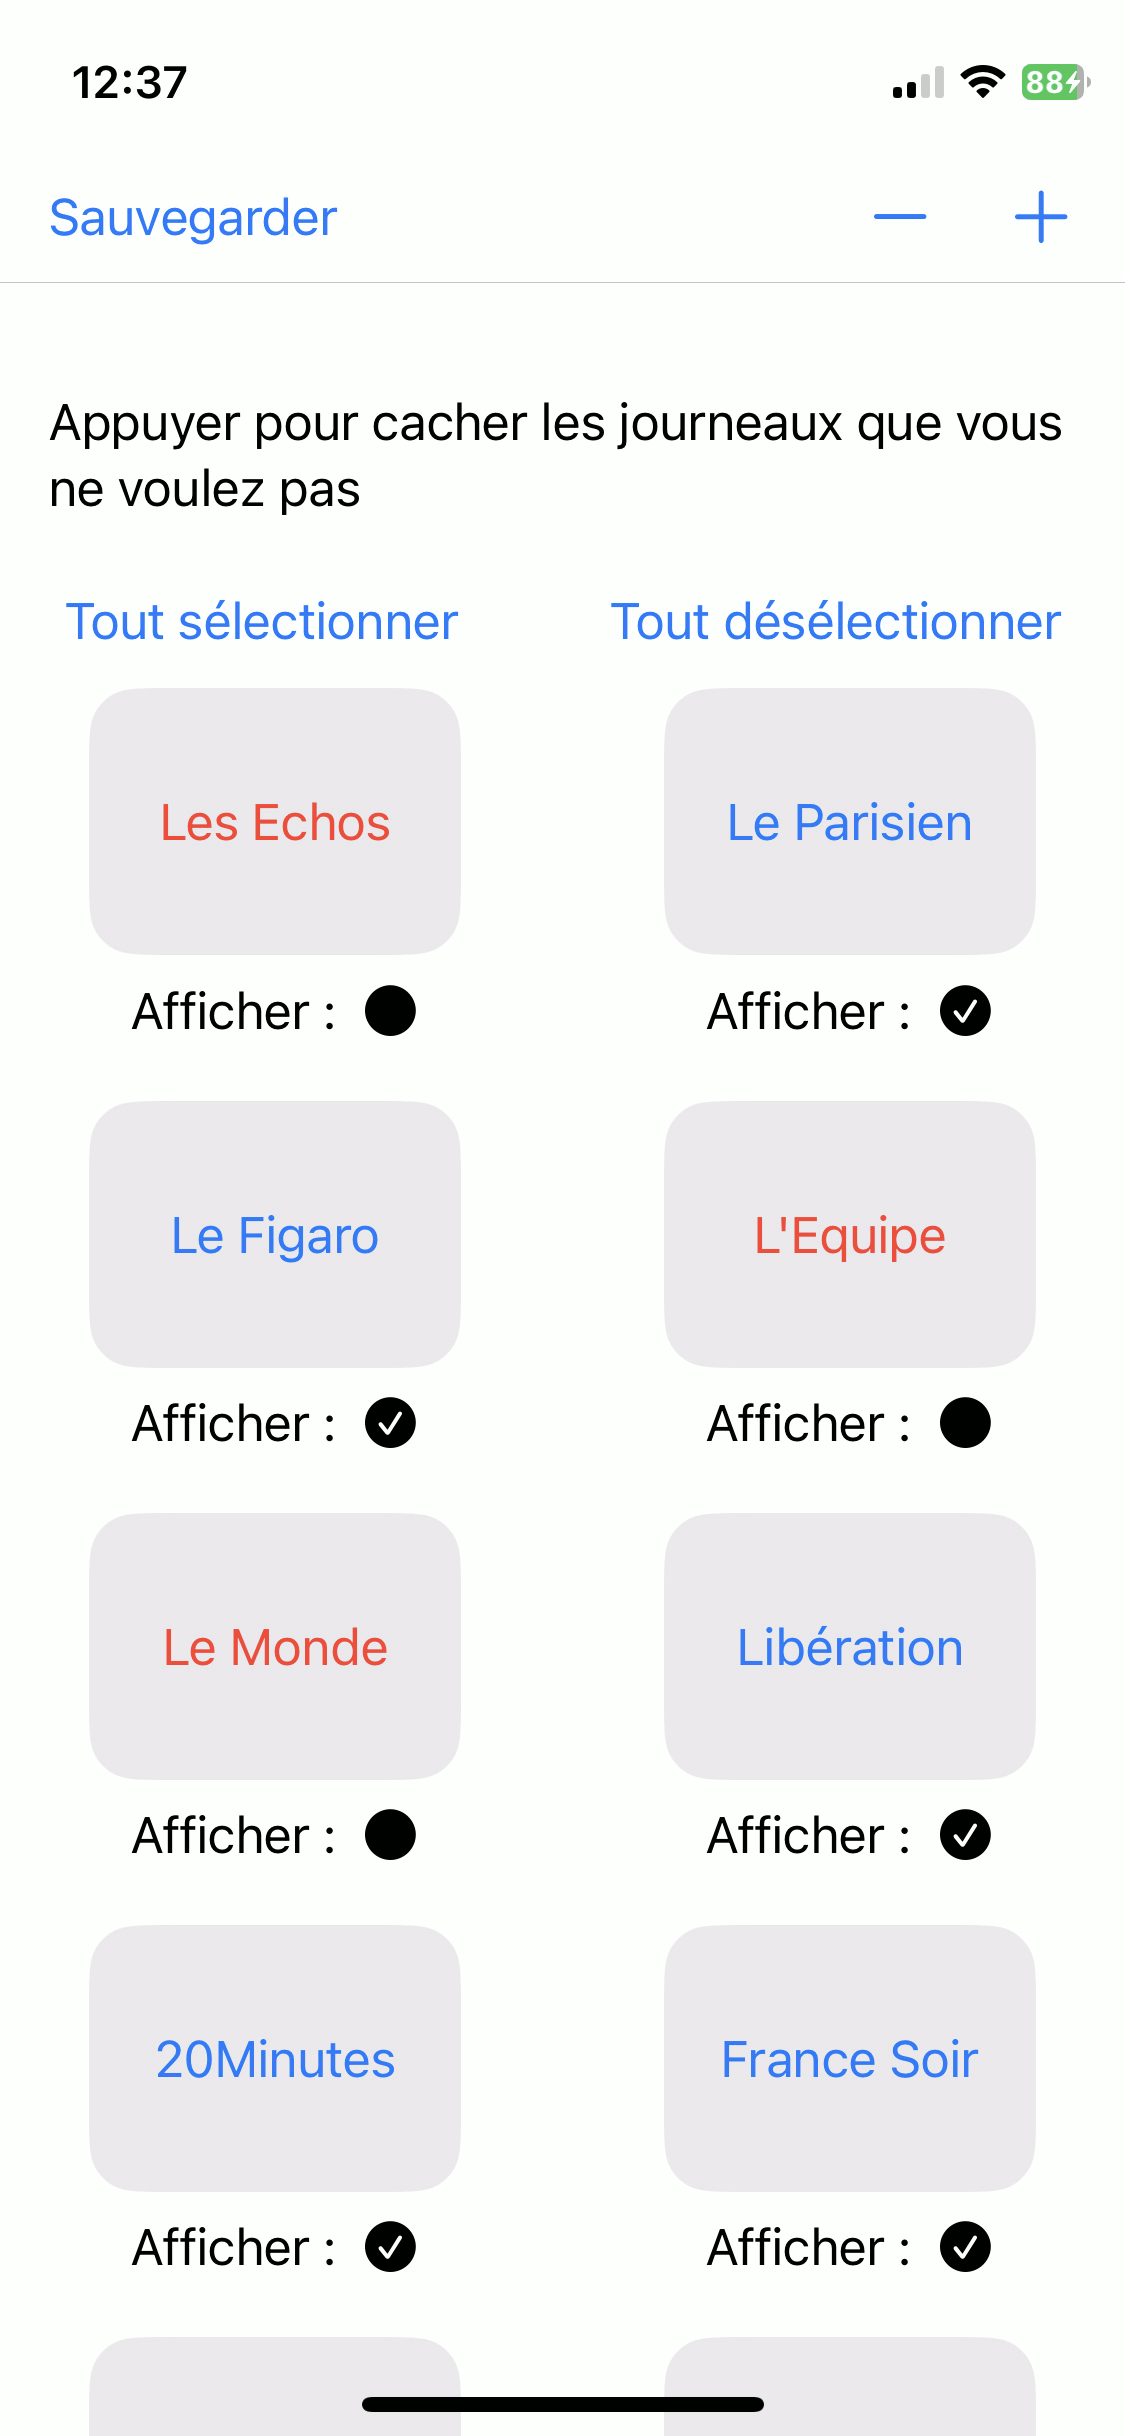 12:37
88
Sauvegarder
Appuyer pour cacher les journeaux que vous
ne voulez pas
Tout sélectionner
Tout désélectionner
Les Echos
Le Parisien
Afficher :
Afficher :
Le Figaro
L'Equipe
Afficher :
Afficher :
Le Monde
Libération
Afficher :
Afficher :
20Minutes
France Soir
Afficher :
Afficher :